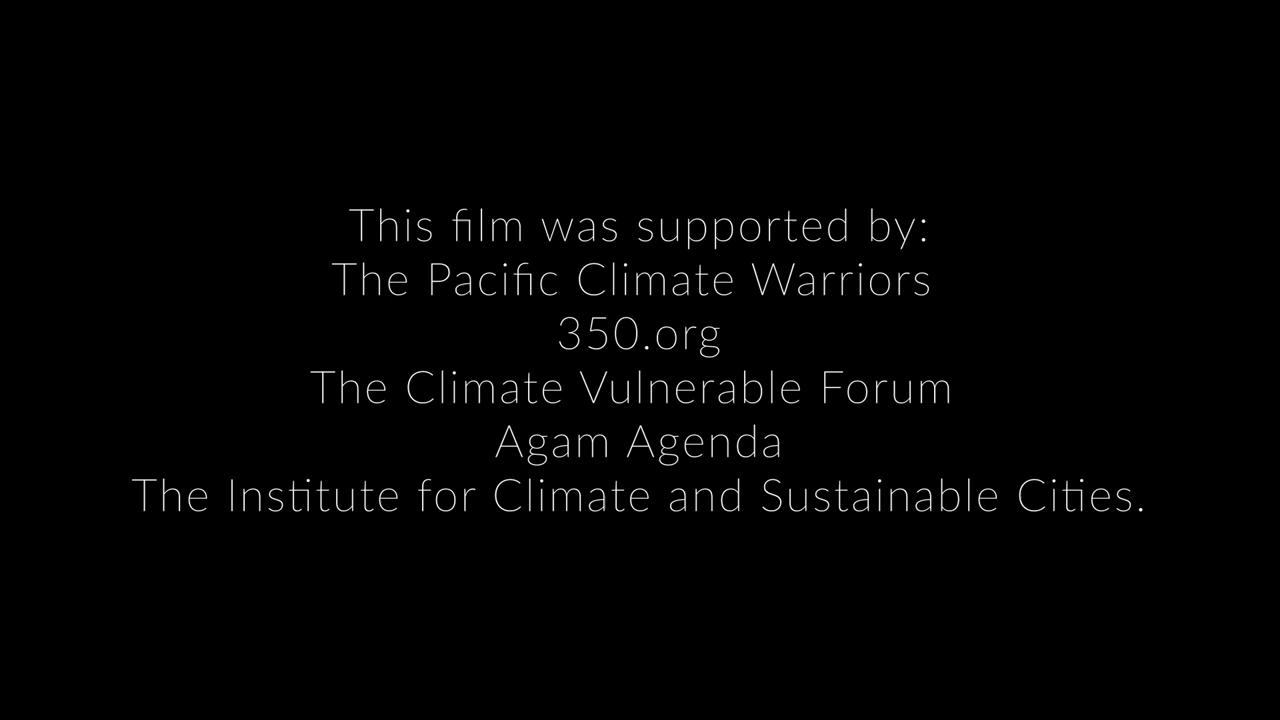 This film was supported by:
The Pacific Climate Warriors
350.org
The Climate Vulnerable Forum
Agam Agenda
The Institute for Climate and Sustainable Cities.